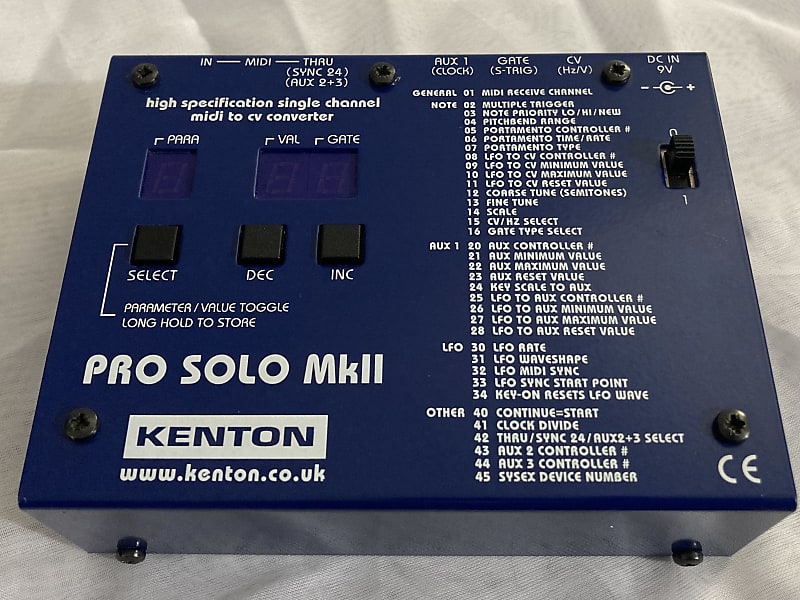 IN — MIDI — THRU
(SYNC 24)
(AUX 2+3)
AUX 1
(CLOCK)
GATE
(S-TRIG)
CV
(Hz/V)
DC IN
9V
- +
high specification single channel
midi to cv converter
PARA
VAL
GATE
SELECT
DEC
INC
PARAMETER/VALUE TOGGLE
LONG HOLD TO STORE
PRO SOLO MkII
KENTON
www.kenton.co.uk
GENERAL 01 MIDI RECEIVE CHANNEL
NOTE 02 MULTIPLE TRIGGER
03 NOTE PRIORITY LO/HI/NEW
04 PITCHBEND RANGE
05 PORTAMENTO CONTROLLER #
06 PORTAMENTO TIME/RATE
07 PORTAMENTO TYPE
08 LFO TO CV CONTROLLER #
09 LFO TO CV MINIMUM VALUE
10 LFO TO CV MAXIMUM VALUE
11 LFO TO CV RESET VALUE
12 COARSE TUNE (SEMITONES)
13 FINE TUNE
14 SCALE
15 CV/HZ SELECT
16 GATE TYPE SELECT
AUX 1 20 AUX CONTROLLER #
21 AUX MINIMUM VALUE
22 AUX MAXIMUM VALUE
23 AUX RESET VALUE
24 KEY SCALE TO AUX
25 LFO TO AUX CONTROLLER #
26 LFO TO AUX MINIMUM VALUE
27 LFO TO AUX MAXIMUM VALUE
28 LFO TO AUX RESET VALUE
LFO 30 LFO RATE
31 LFO WAVESHAPE
32 LFO MIDI SYNC
33 LFO SYNC START POINT
34 KEY-ON RESETS LFO WAVE
OTHER 40 CONTINUE=START
41 CLOCK DIVIDE
42 THRU/SYNC 24/AUX2+3 SELECT
43 AUX 2 CONTROLLER #
44 AUX 3 CONTROLLER #
45 SYSEX DEVICE NUMBER
0
1
CE